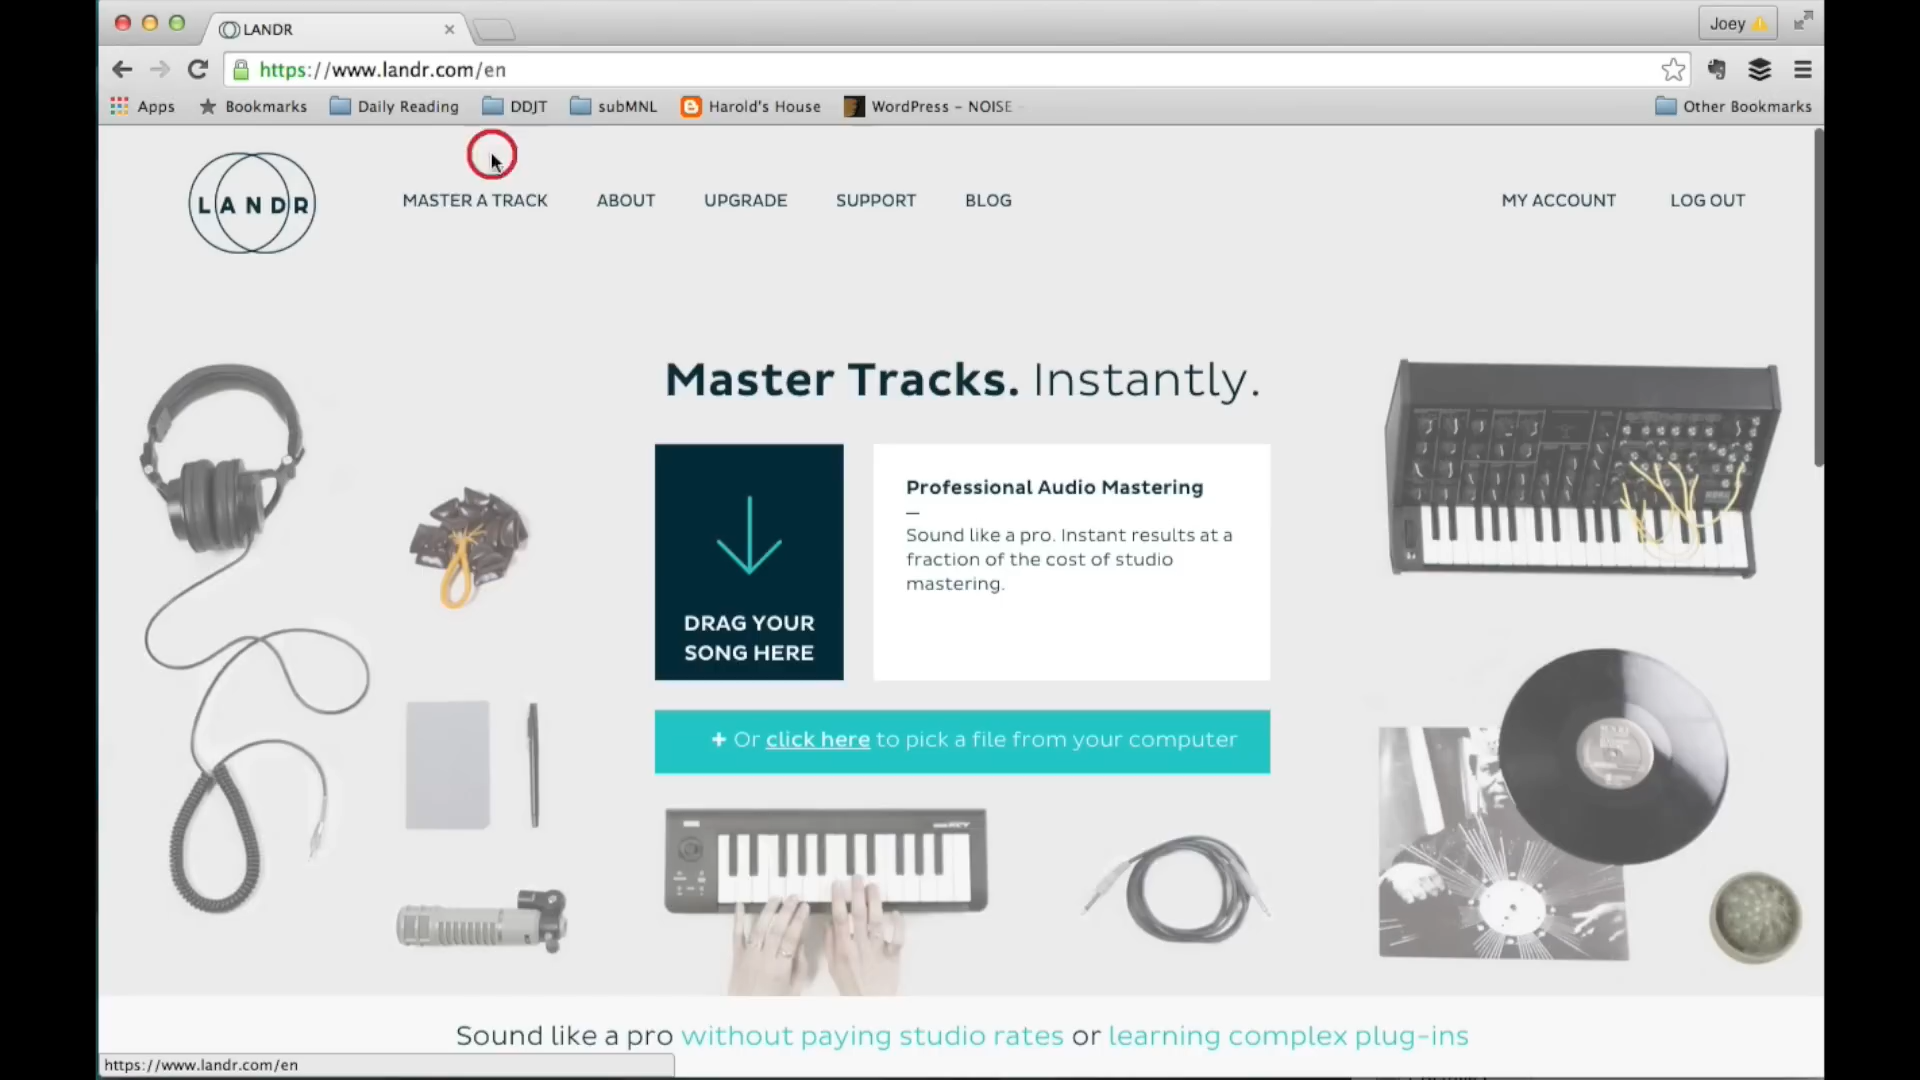 LANDR
Joey
https://www.landr.com/en
Apps
Bookmarks
Daily Reading
DDJT
subMNL
Harold's House
WordPress - NOISE
Other Bookmarks
LANDR
MASTER A TRACK
ABOUT
UPGRADE
SUPPORT
BLOG
MY ACCOUNT
LOG OUT
Master Tracks. Instantly.
DRAG YOUR
SONG HERE
Professional Audio Mastering
—
Sound like a pro. Instant results at a
fraction of the cost of studio
mastering.
+ Or click here to pick a file from your computer
KORG
Sound like a pro without paying studio rates or learning complex plug-ins
https://www.landr.com/en